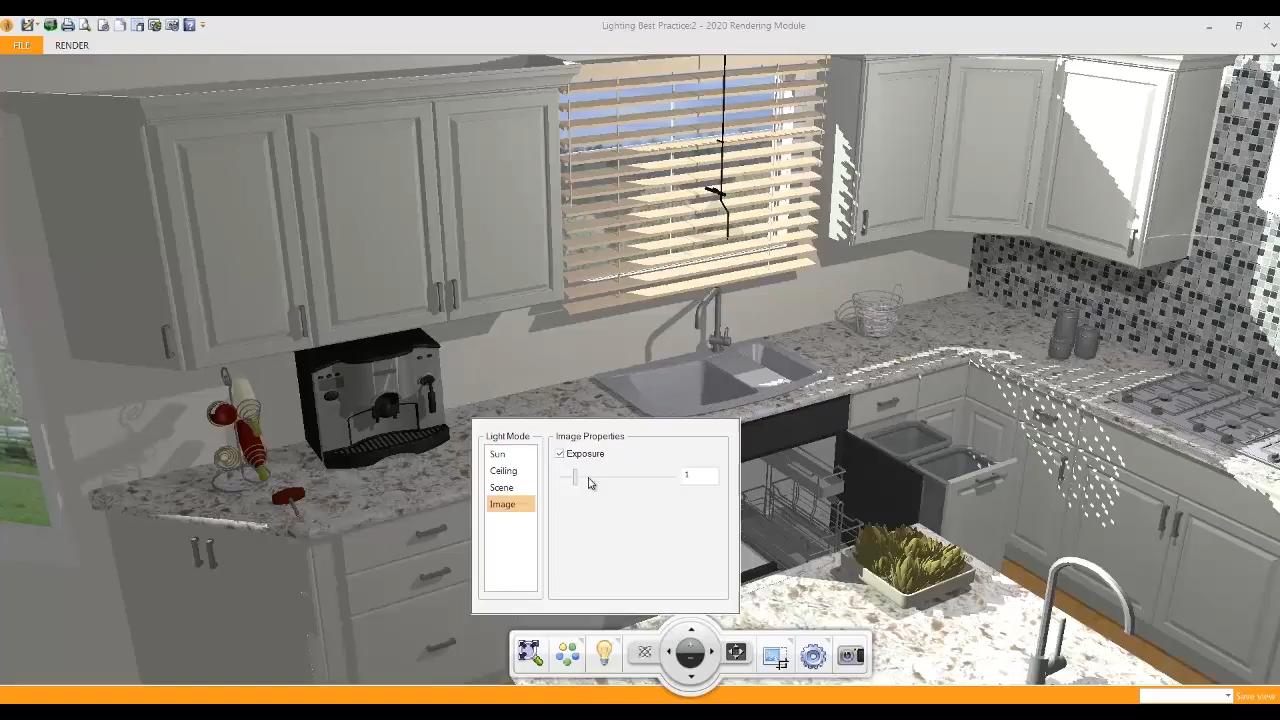 Lighting Best Practice:2 - 2020 Rendering Module
FILE RENDER
Light Mode
Sun
Ceiling
Scene
Image
Image Properties
Exposure
1
Save view